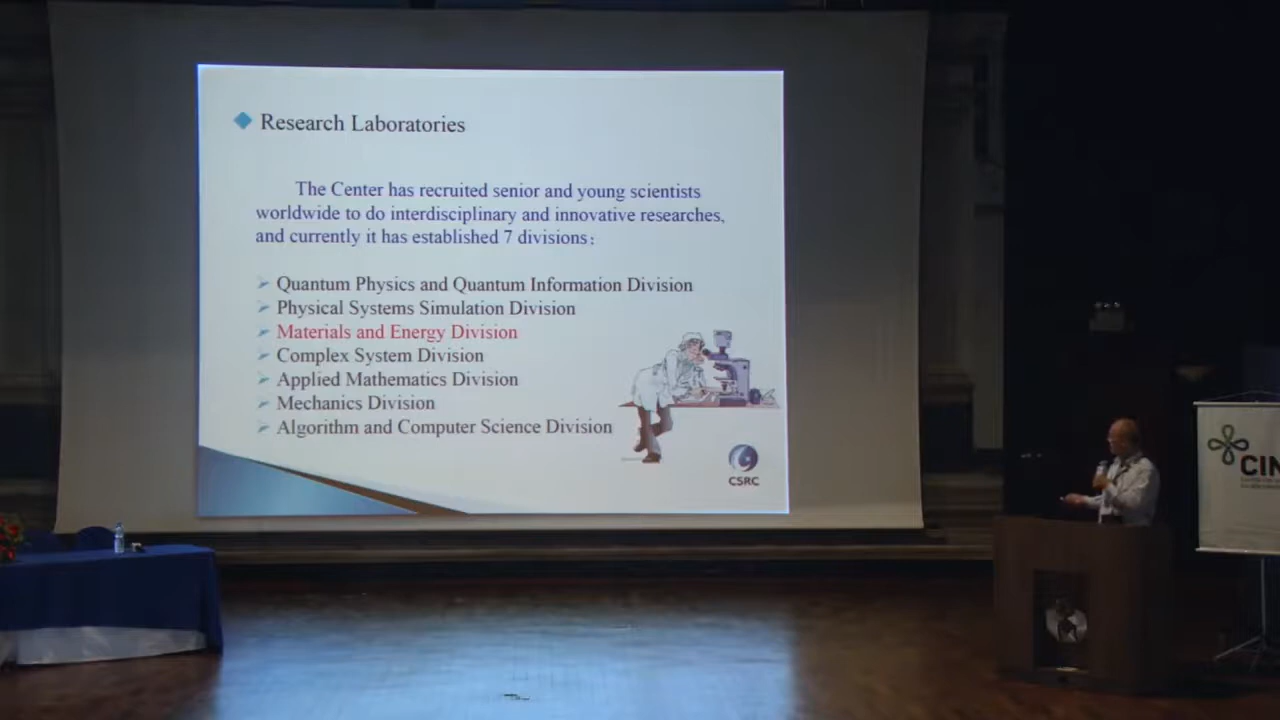 Research Laboratories
The Center has recruited senior and young scientists
worldwide to do interdisciplinary and innovative researches,
and currently it has established 7 divisions:
Quantum Physics and Quantum Information Division
Physical Systems Simulation Division
Materials and Energy Division
Complex System Division
Applied Mathematics Division
Mechanics Division
Algorithm and Computer Science Division
CSRC
CIN